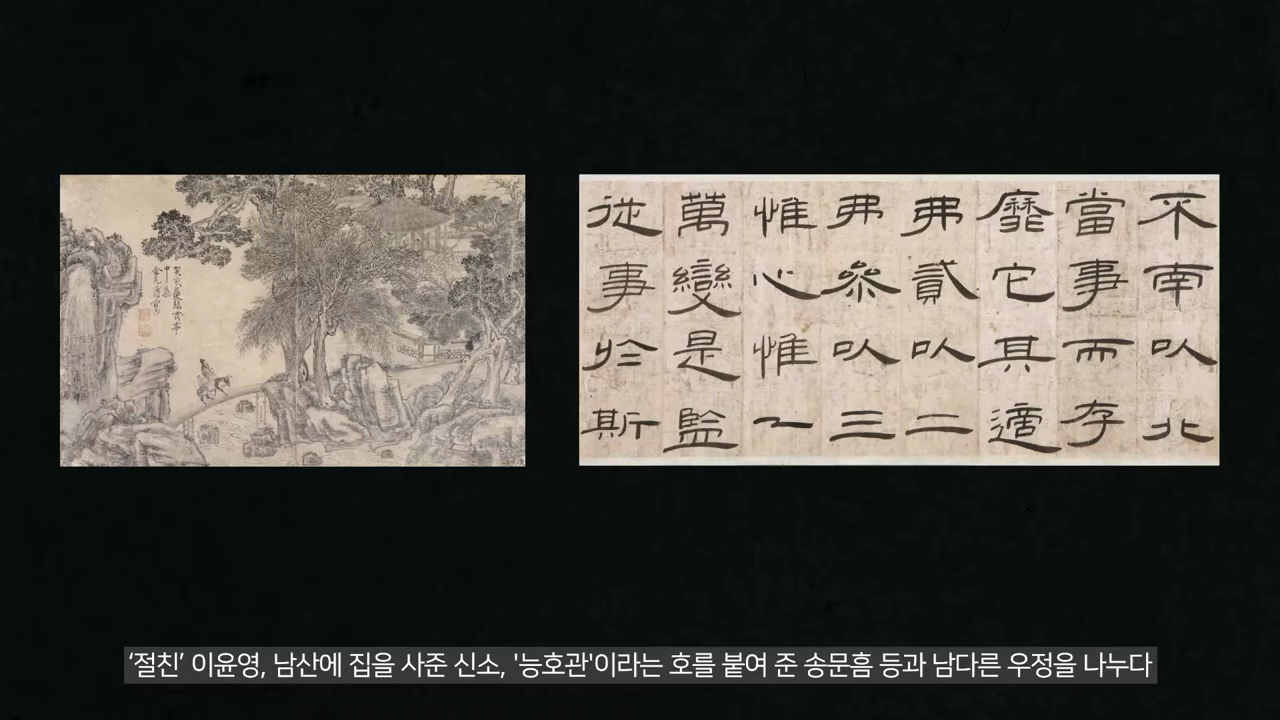 不南以北
當事而存
靡它其適
弗貳以二
弗參以三
惟心惟一
萬變是監
從事於斯
‘절친’ 이윤영, 남산에 집을 사준 신소, '능호관'이라는 호를 붙여 준 송문흠 등과 남다른 우정을 나누다